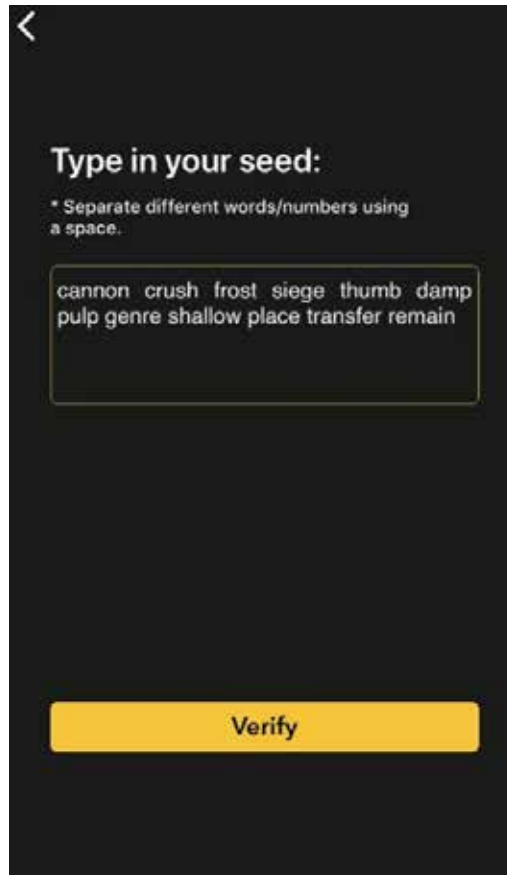 Type in your seed:
* Separate different words/numbers using
a space.
cannon crush frost siege thumb damp
pulp genre shallow place transfer remain
Verify